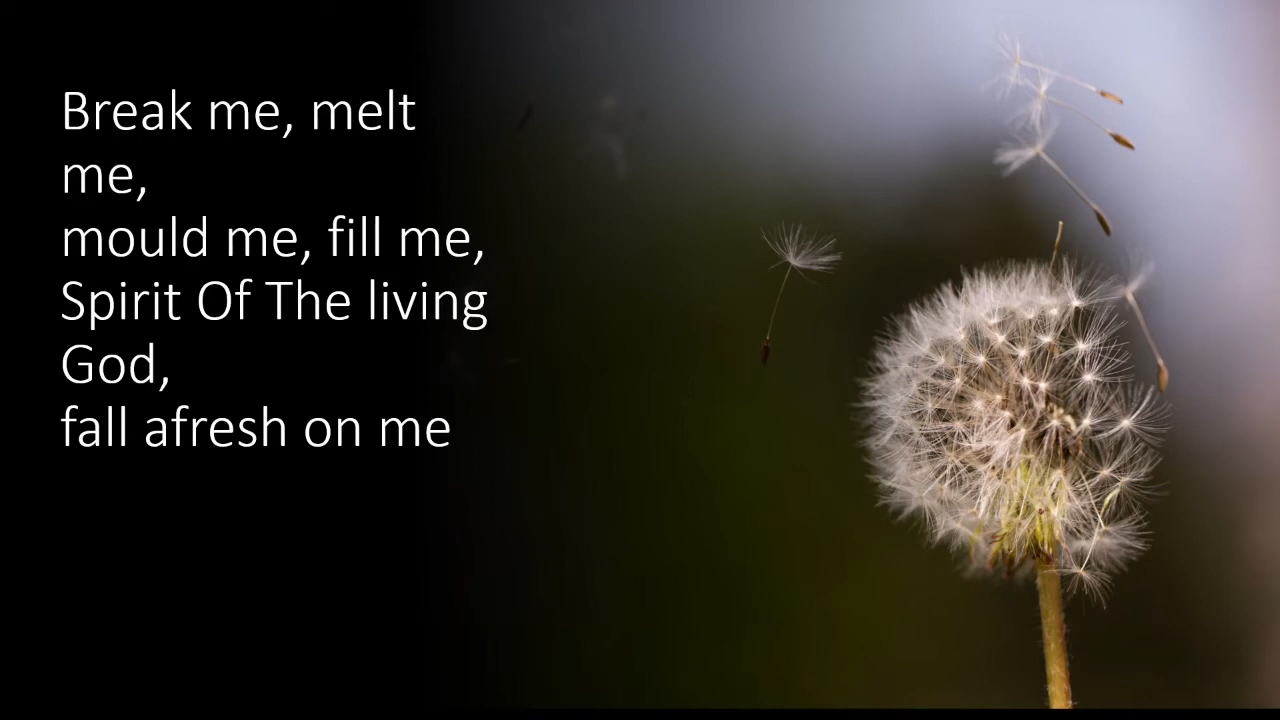 Break me, melt
me,
mould me, fill me,
Spirit Of The living
God,
fall afresh on me